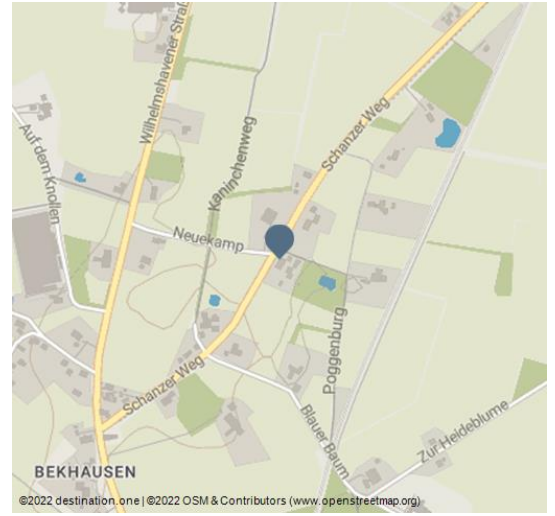 Wilhelmshavener Straß
Schanzer Weg
Auf dem Knollen
Kaninchenweg
Neuekamp
Poggenburg
Schanzer Weg
Blauer Baum
Zur Heideblume
BEKHAUSEN
©2022 destination.one | ©2022 OSM & Contributors (www.openstreetmap.org)